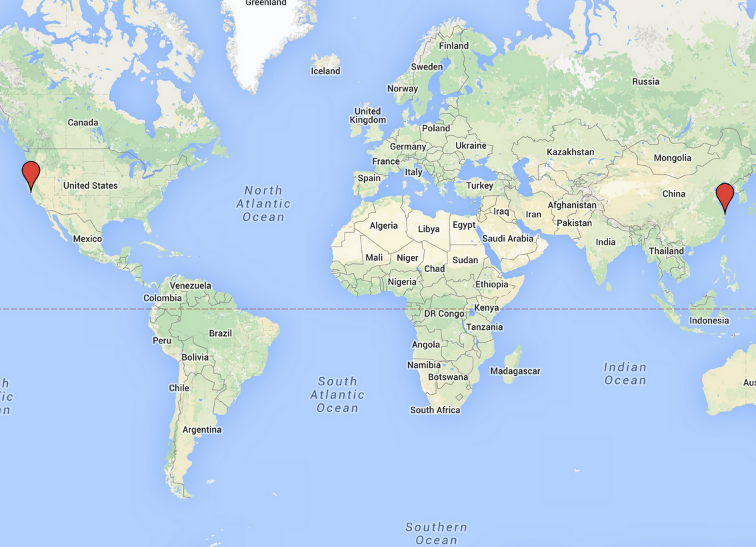 Greenland
Finland
Iceland
Sweden
Russia
Norway
United
Kingdom
Canada
Poland
Germany
Ukraine
Kazakhstan
France
Mongolia
Italy
Spain
United States
Turkey
China
North
Atlantic
Ocean
Afghanistan
Iraq
Iran
Algeria
Egypt
Pakistan
Libya
Mexico
Saudi Arabia
India
Thailand
Mali
Niger
Sudan
Chad
Nigeria
Ethiopia
Venezuela
Colombia
Kenya
DR Congo
Indonesia
Tanzania
Brazil
Peru
Angola
Bolivia
Namibia
Madagascar
Indian
Ocean
Botswana
South
Atlantic
Ocean
Chile
h
ic
n
Aus
South Africa
Argentina
Southern
Ocean